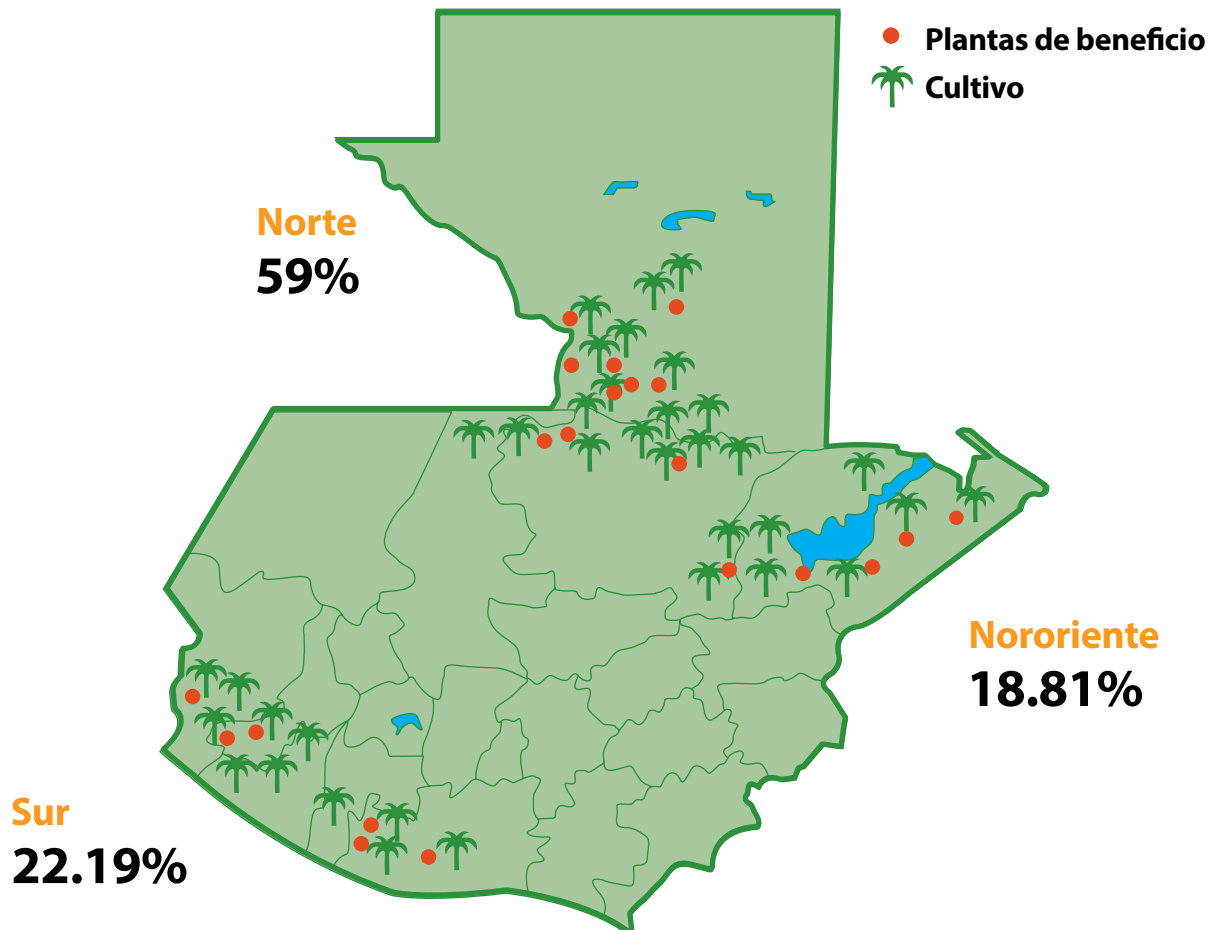 Plantas de beneficio
Cultivo
Norte
59%
Nororiente
18.81%
Sur
22.19%